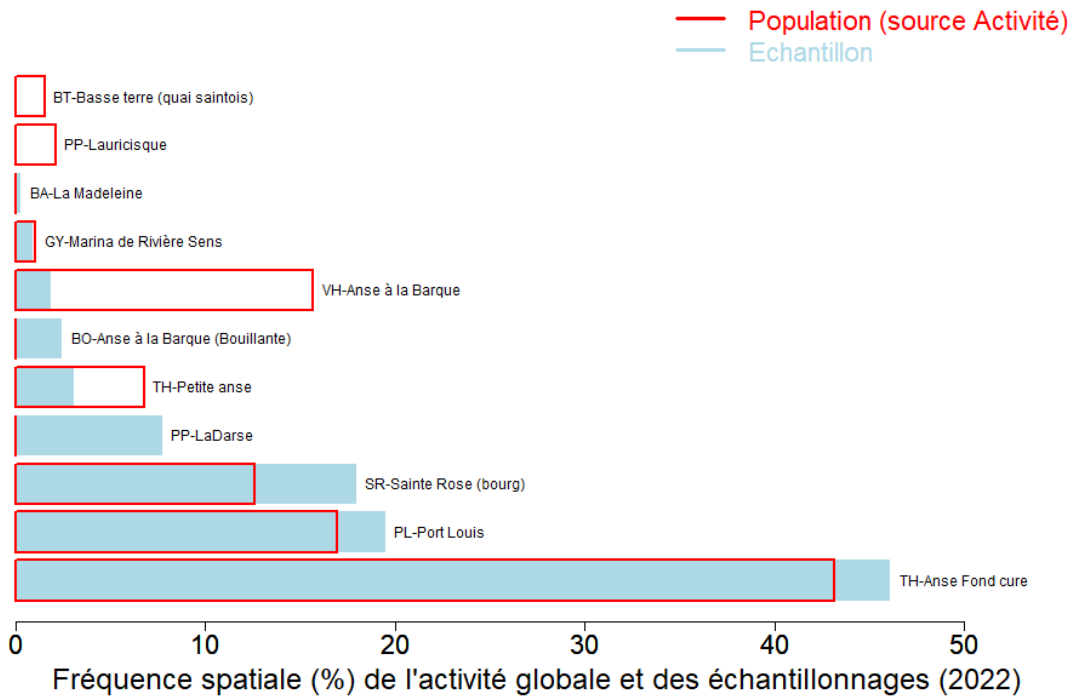 Population (source Activité)
Echantillon
BT-Basse terre (quai saintois)
PP-Lauricisque
BA-La Madeleine
GY-Marina de Rivière Sens
VH-Anse à la Barque
BO-Anse à la Barque (Bouillante)
TH-Petite anse
PP-LaDarse
SR-Sainte Rose (bourg)
PL-Port Louis
TH-Anse Fond cure
0 10 20 30 40 50
Fréquence spatiale (%) de l'activité globale et des échantillonnages (2022)